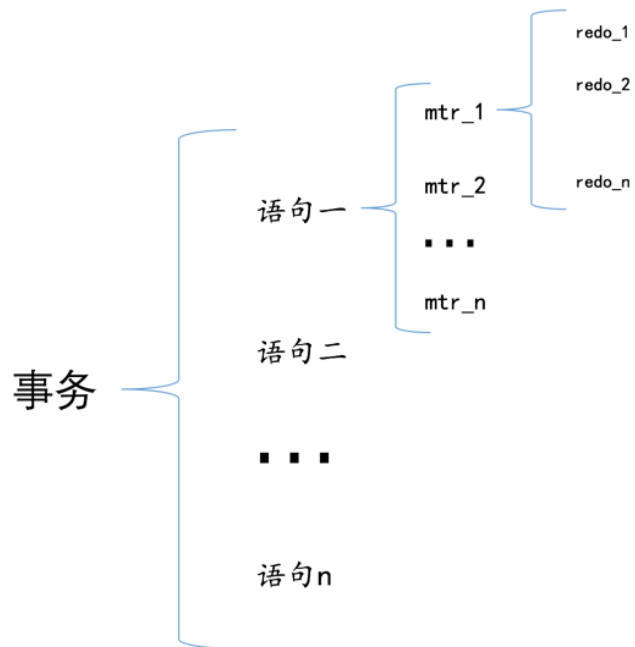 事务
语句一
mtr_1
redo_1
redo_2
redo_n
mtr_2
...
mtr_n
语句二
...
语句n